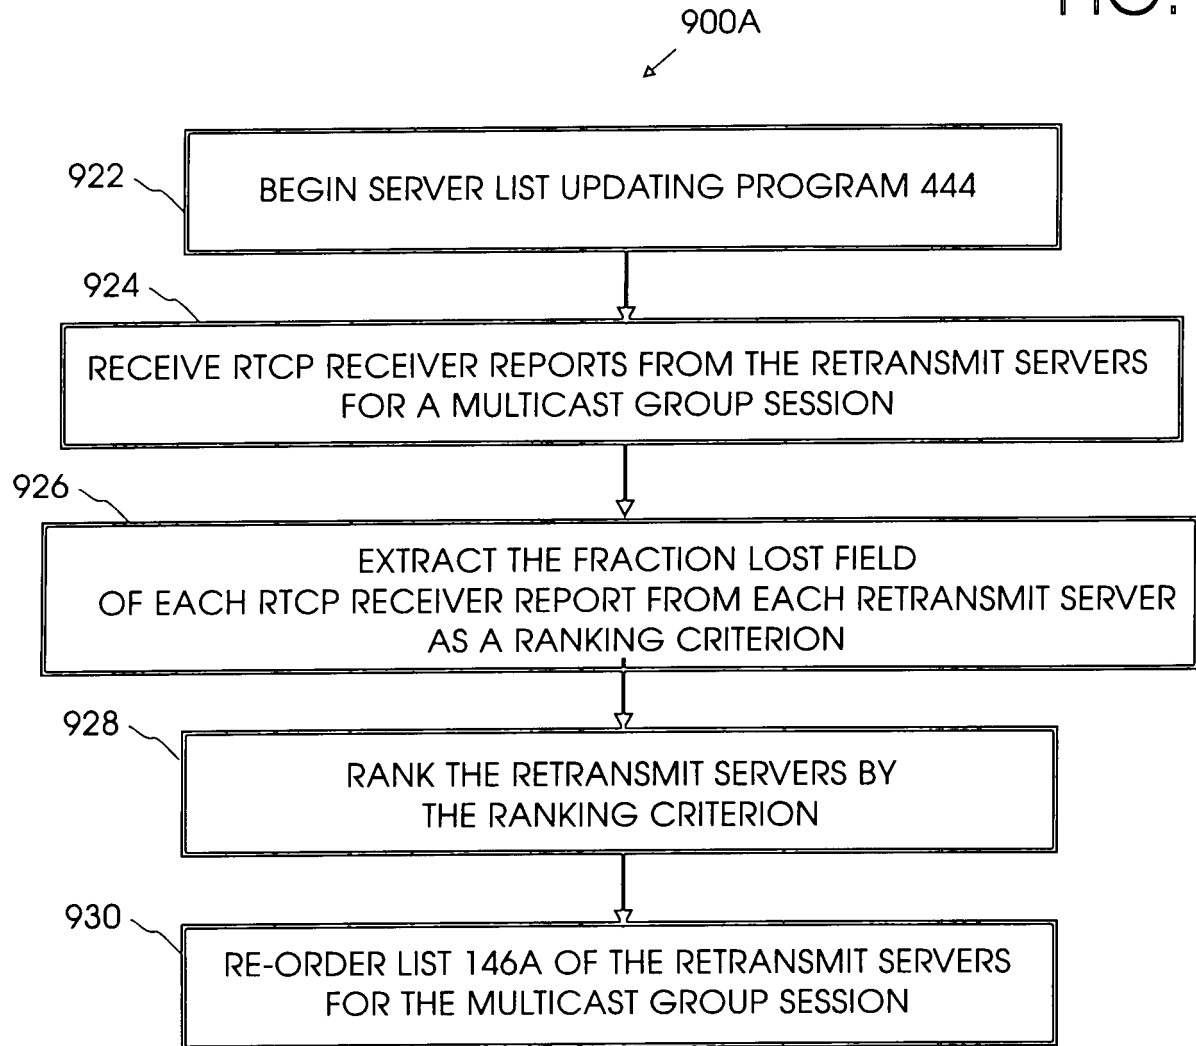 FIG.
900A
922
BEGIN SERVER LIST UPDATING PROGRAM 444
924
RECEIVE RTCP RECEIVER REPORTS FROM THE RETRANSMIT SERVERS
FOR A MULTICAST GROUP SESSION
926
EXTRACT THE FRACTION LOST FIELD
OF EACH RTCP RECEIVER REPORT FROM EACH RETRANSMIT SERVER
AS A RANKING CRITERION
928
RANK THE RETRANSMIT SERVERS BY
THE RANKING CRITERION
930
RE-ORDER LIST 146A OF THE RETRANSMIT SERVERS
FOR THE MULTICAST GROUP SESSION